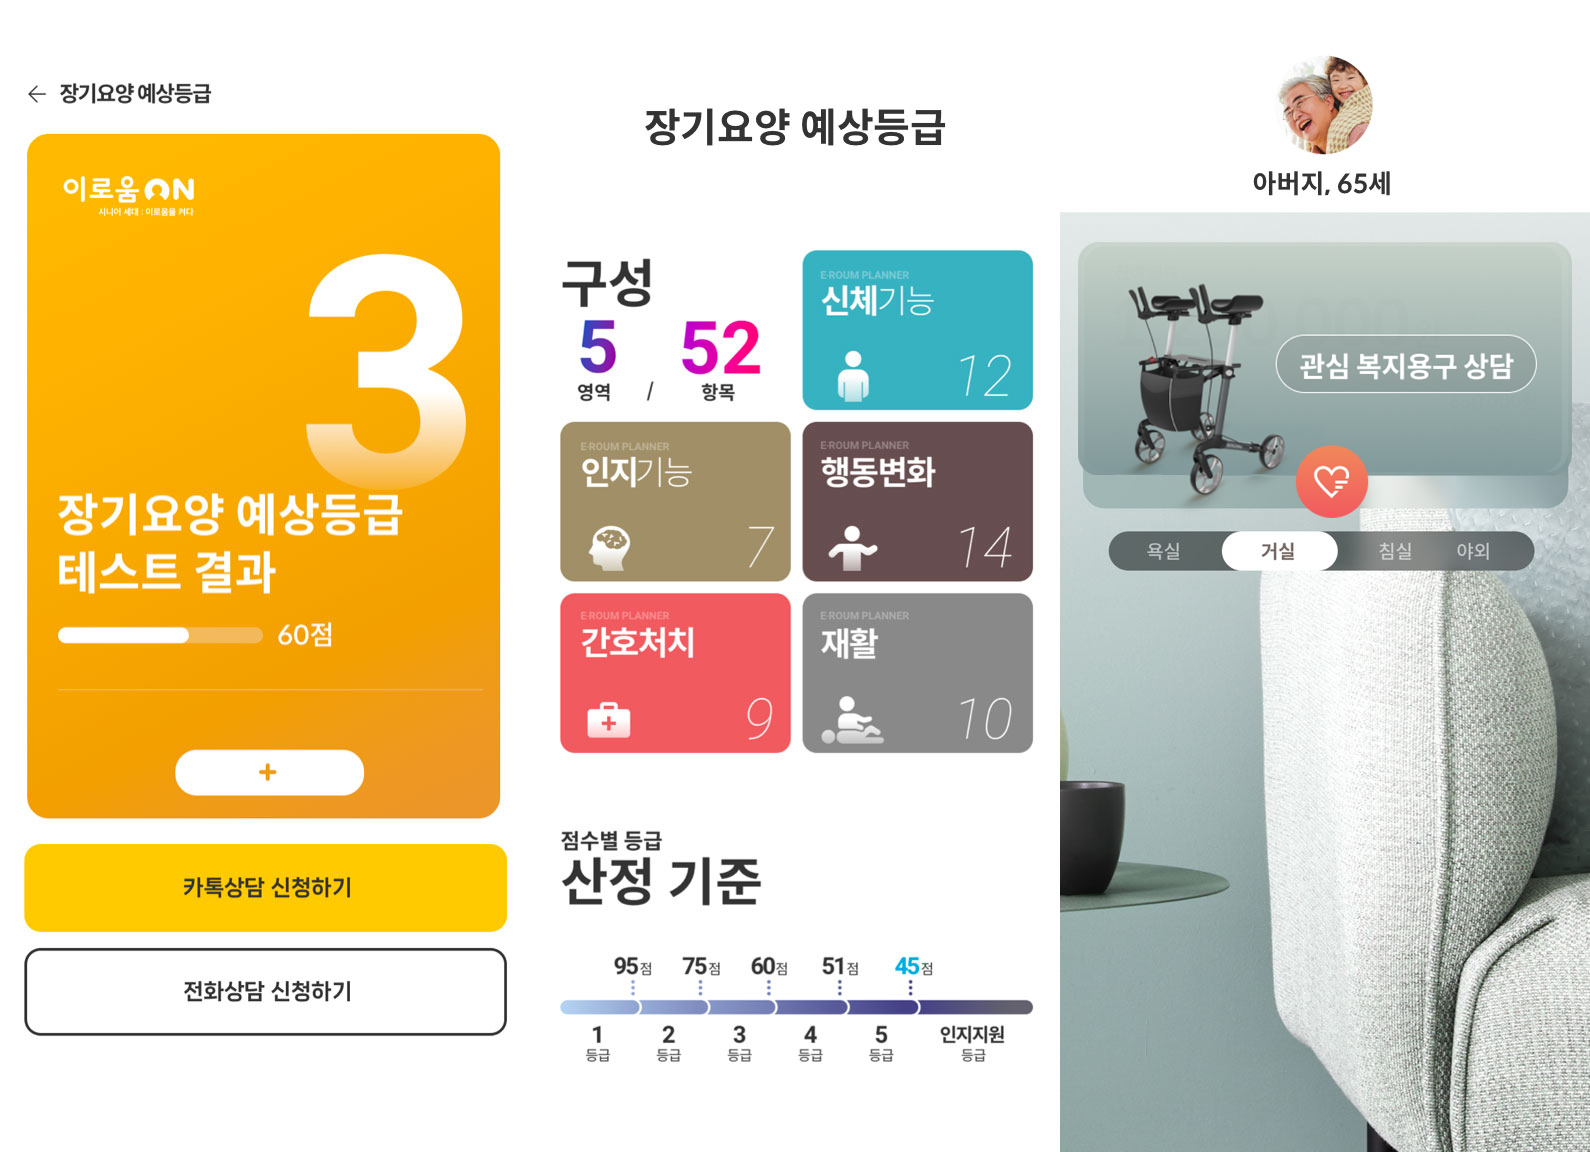 장기요양 예상등급
이로움ON
시니어 세대 : 이로움을 켜다
3
장기요양 예상등급
테스트 결과
60점
+
카톡상담 신청하기
전화상담 신청하기
장기요양 예상등급
구성
5 / 52
영역 항목
E-ROUM PLANNER
신체기능
12
E-ROUM PLANNER
인지기능
7
E-ROUM PLANNER
행동변화
14
E-ROUM PLANNER
간호처치
9
E-ROUM PLANNER
재활
10
점수별 등급
산정 기준
95점 75점 60점 51점 45점
1 2 3 4 5 인지지원
등급 등급 등급 등급 등급 등급
아버지, 65세
관심 복지용구 상담
욕실 거실 침실 야외